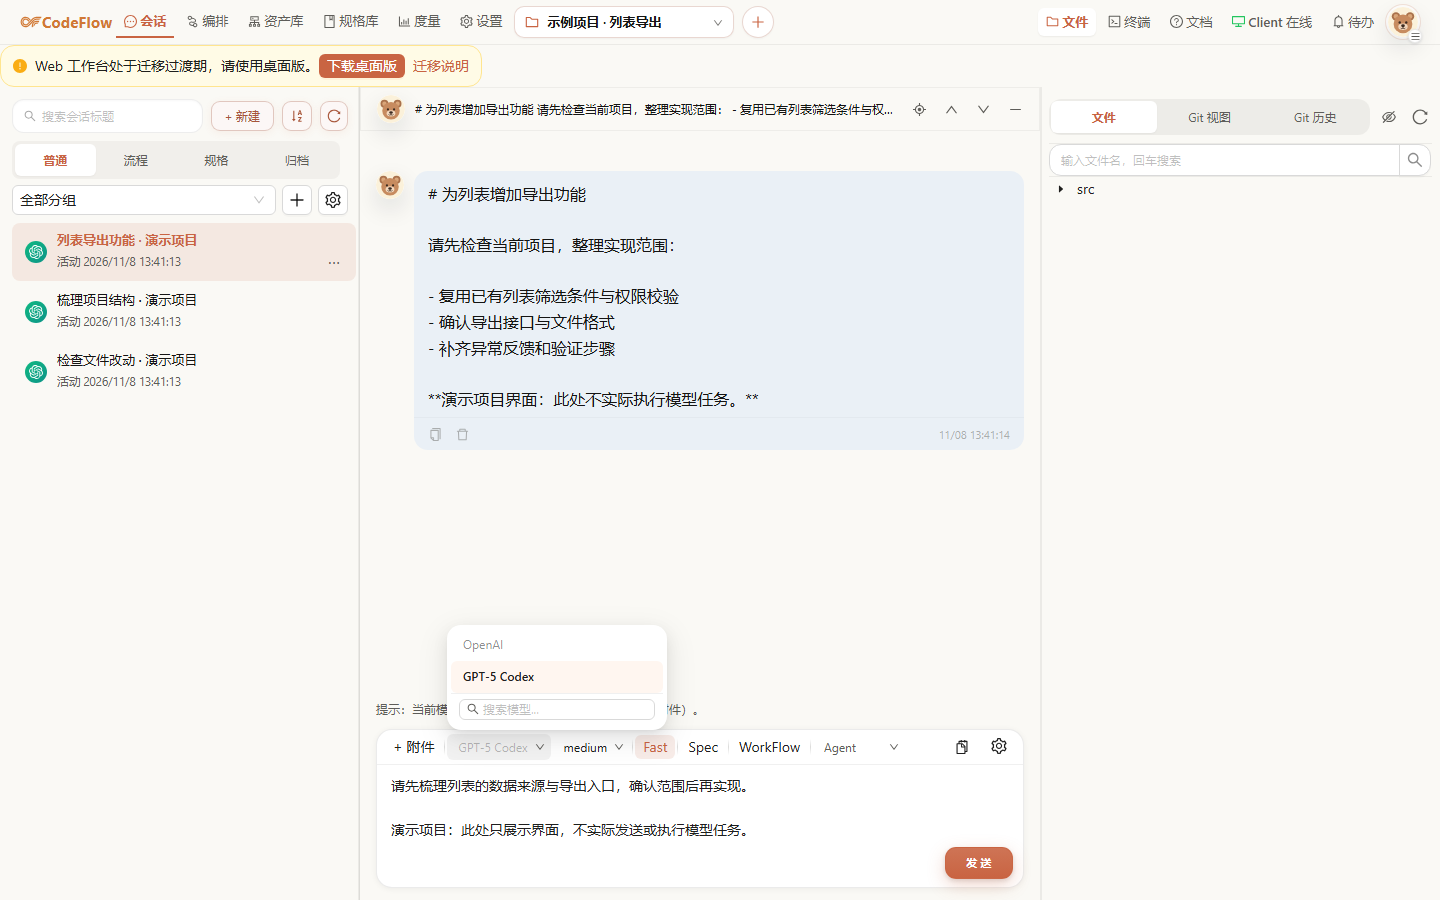 CodeFlow
会话
编排
资产库
规格库
度量
设置
示例项目 · 列表导出
文件
终端
文档
Client 在线
待办
Web 工作台处于迁移过渡期，请使用桌面版。
下载桌面版
迁移说明
搜索会话标题
+ 新建
普通
流程
规格
归档
全部分组
列表导出功能 · 演示项目
活动 2026/11/8 13:41:13
...
梳理项目结构 · 演示项目
活动 2026/11/8 13:41:13
检查文件改动 · 演示项目
活动 2026/11/8 13:41:13
# 为列表增加导出功能 请先检查当前项目，整理实现范围： - 复用已有列表筛选条件与权...
# 为列表增加导出功能
请先检查当前项目，整理实现范围：
- 复用已有列表筛选条件与权限校验
- 确认导出接口与文件格式
- 补齐异常反馈和验证步骤
**演示项目界面：此处不实际执行模型任务。**
11/08 13:41:14
OpenAI
GPT-5 Codex
搜索模型...
提示：当前模
件）。
+ 附件
GPT-5 Codex
medium
Fast
Spec
WorkFlow
Agent
请先梳理列表的数据来源与导出入口，确认范围后再实现。
演示项目：此处只展示界面，不实际发送或执行模型任务。
发 送
文件
Git 视图
Git 历史
输入文件名，回车搜索
src